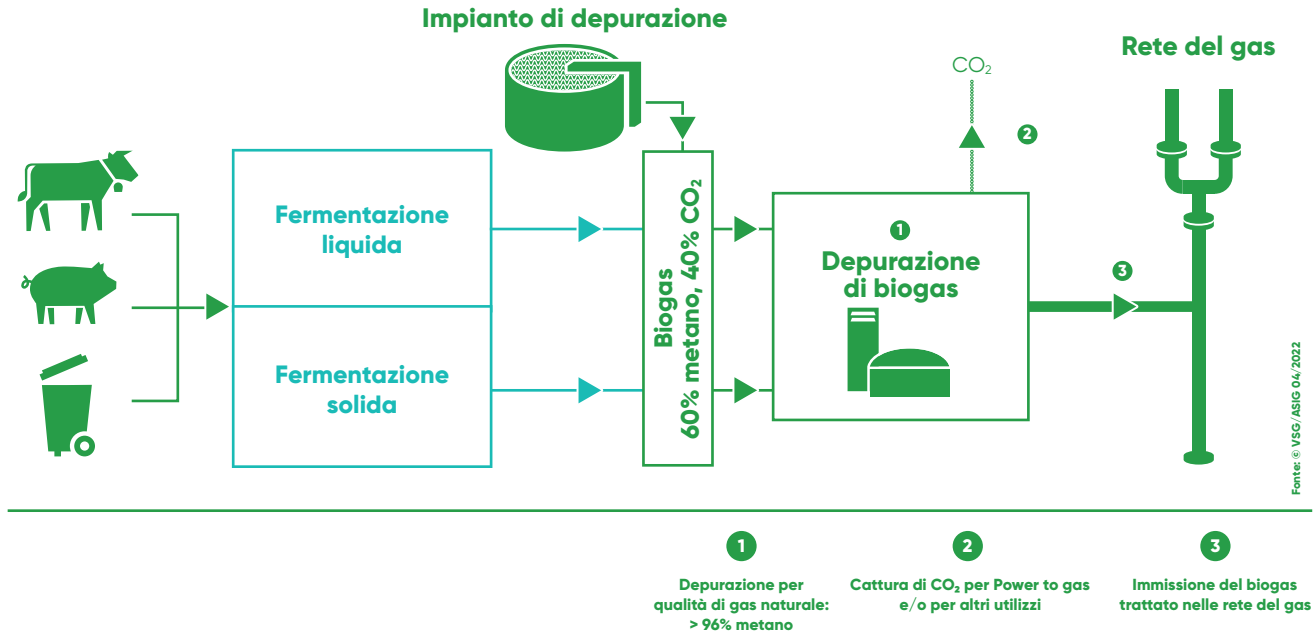 Impianto di depurazione
Rete del gas
CO₂
2
Fermentazione
liquida
Fermentazione
solida
Biogas
60% metano, 40% CO₂
1
Depurazione
di biogas
3
Fonte: © VSG/ASIG 04/2022
1
Depurazione per
qualità di gas naturale:
> 96% metano
2
Cattura di CO₂ per Power to gas
e/o per altri utilizzi
3
Immissione del biogas
trattato nelle rete del gas